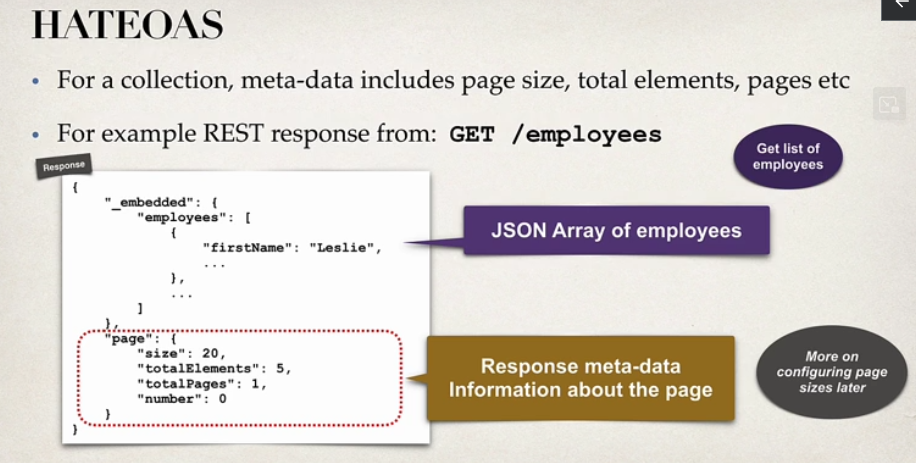 HATEOAS
• For a collection, meta-data includes page size, total elements, pages etc
• For example REST response from: GET /employees
Get list of
employees
Response
{
"_embedded": {
"employees": [
{
"firstName": "Leslie",
...
},
...
]
},
"page": {
"size": 20,
"totalElements": 5,
"totalPages": 1,
"number": 0
}
}
JSON Array of employees
Response meta-data
Information about the page
More on
configuring page
sizes later